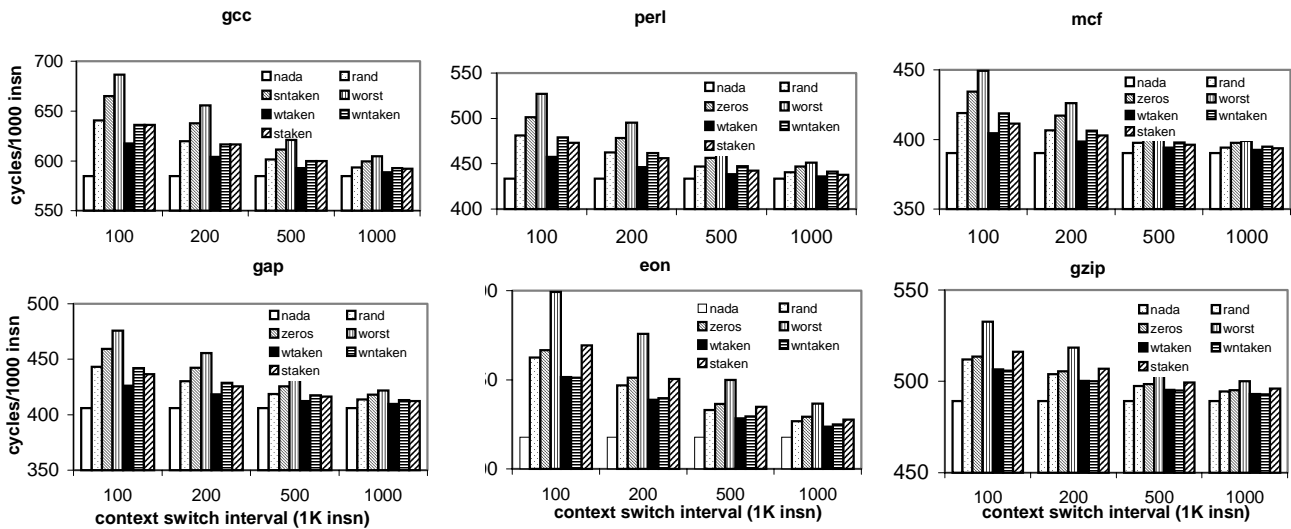 gcc
perl
mcf
cycles/1000 insn
700
650
600
550
nada rand
sntaken worst
wtaken wntaken
staken
100 200 500 1000
550
500
450
400
nada rand
zeros worst
wtaken wntaken
staken
100 200 500 1000
450
400
350
nada rand
zeros worst
wtaken wntaken
staken
100 200 500 1000
gap
eon
gzip
cycles/1000 insn
500
450
400
350
nada rand
zeros worst
wtaken wntaken
staken
100 200 500 1000
context switch interval (1K insn)
nada rand
zeros worst
wtaken wntaken
staken
100 200 500 1000
context switch interval (1K insn)
550
500
450
nada rand
zeros worst
wtaken wntaken
staken
100 200 500 1000
context switch interval (1K insn)